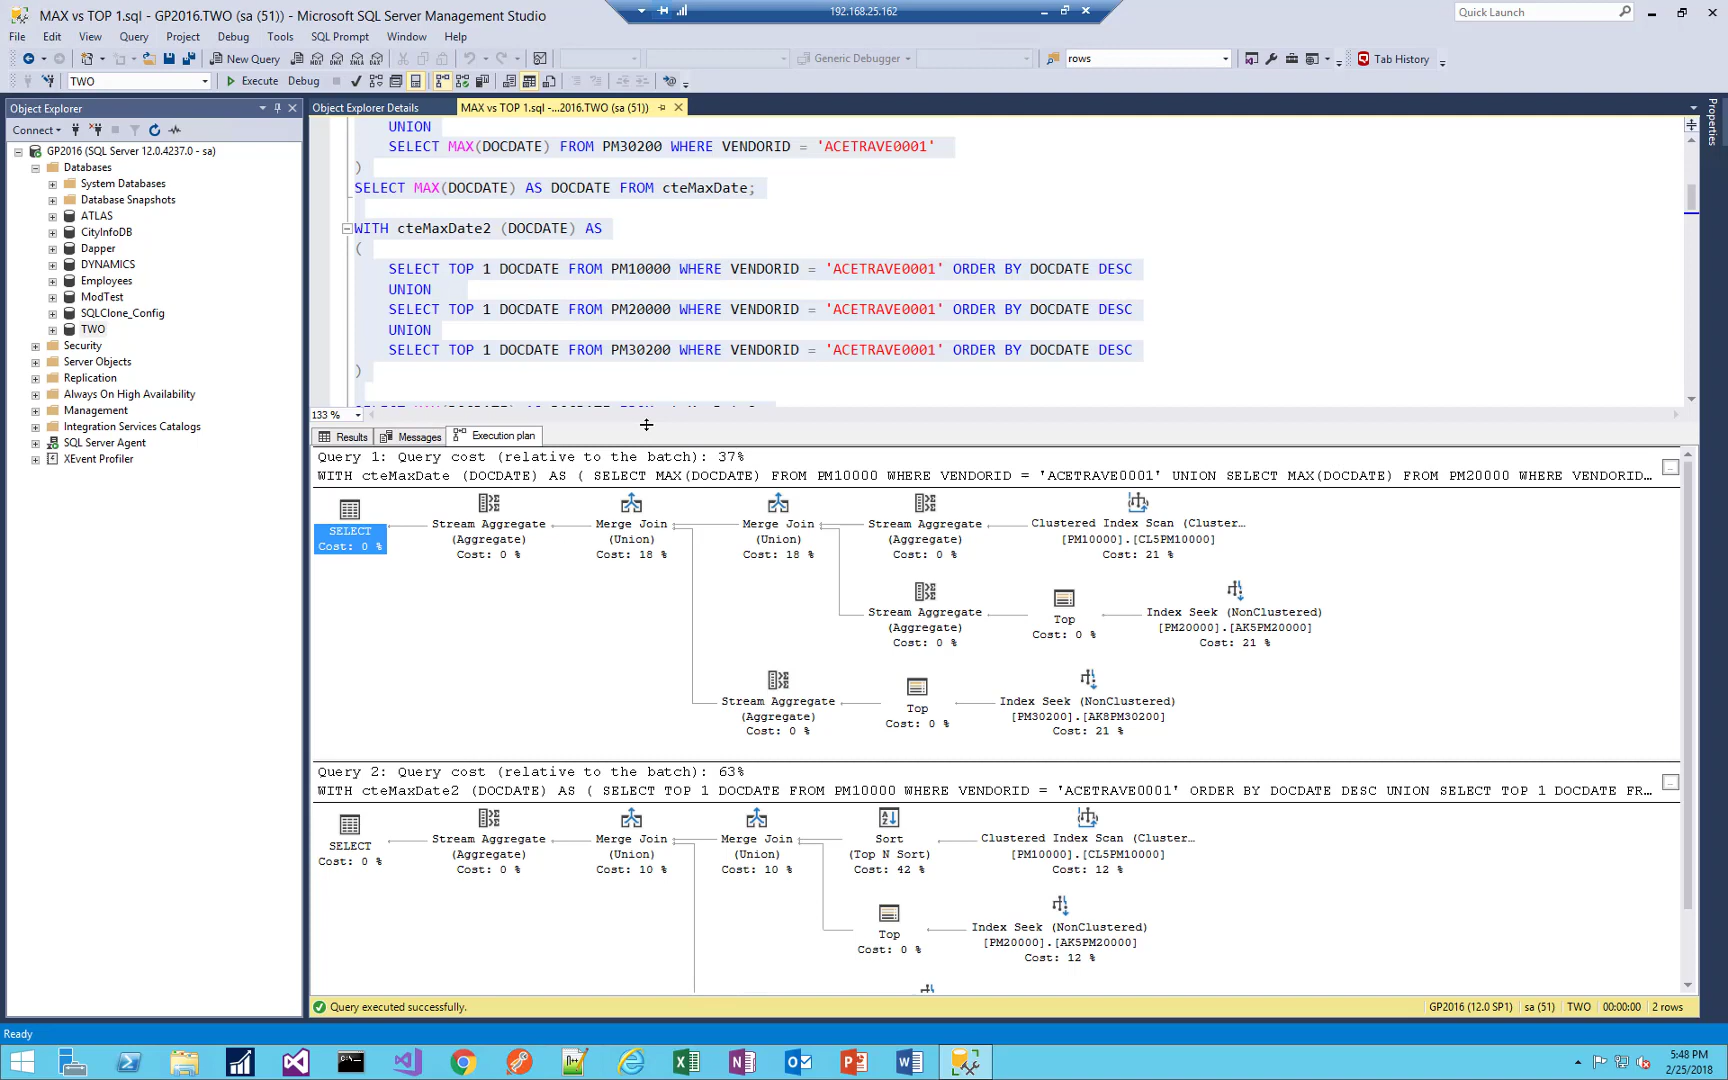 MAX vs TOP 1.sql - GP2016.TWO (sa (51)) - Microsoft SQL Server Management Studio
192.168.25.162
Quick Launch
File Edit View Query Project Debug Tools SQL Prompt Window Help
New Query
Generic Debugger
rows
Tab History
TWO
Execute Debug
Object Explorer
Object Explorer Details
MAX vs TOP 1.sql -...2016.TWO (sa (51))
Properties
Connect
GP2016 (SQL Server 12.0.4237.0 - sa)
Databases
System Databases
Database Snapshots
ATLAS
CityInfoDB
Dapper
DYNAMICS
Employees
ModTest
SQLClone_Config
TWO
Security
Server Objects
Replication
Always On High Availability
Management
Integration Services Catalogs
SQL Server Agent
XEvent Profiler
UNION
SELECT MAX(DOCDATE) FROM PM30200 WHERE VENDORID = 'ACETRAVE0001'
)
SELECT MAX(DOCDATE) AS DOCDATE FROM cteMaxDate;
WITH cteMaxDate2 (DOCDATE) AS
(
SELECT TOP 1 DOCDATE FROM PM10000 WHERE VENDORID = 'ACETRAVE0001' ORDER BY DOCDATE DESC
UNION
SELECT TOP 1 DOCDATE FROM PM20000 WHERE VENDORID = 'ACETRAVE0001' ORDER BY DOCDATE DESC
UNION
SELECT TOP 1 DOCDATE FROM PM30200 WHERE VENDORID = 'ACETRAVE0001' ORDER BY DOCDATE DESC
)
133 %
Results Messages Execution plan
Query 1: Query cost (relative to the batch): 37%
WITH cteMaxDate (DOCDATE) AS ( SELECT MAX(DOCDATE) FROM PM10000 WHERE VENDORID = 'ACETRAVE0001' UNION SELECT MAX(DOCDATE) FROM PM20000 WHERE VENDORID...
SELECT
Cost: 0 %
Stream Aggregate
(Aggregate)
Cost: 0 %
Merge Join
(Union)
Cost: 18 %
Merge Join
(Union)
Cost: 18 %
Stream Aggregate
(Aggregate)
Cost: 0 %
Clustered Index Scan (Cluster...
[PM10000].[CL5PM10000]
Cost: 21 %
Stream Aggregate
(Aggregate)
Cost: 0 %
Top
Cost: 0 %
Index Seek (NonClustered)
[PM20000].[AK5PM20000]
Cost: 21 %
Stream Aggregate
(Aggregate)
Cost: 0 %
Top
Cost: 0 %
Index Seek (NonClustered)
[PM30200].[AK8PM30200]
Cost: 21 %
Query 2: Query cost (relative to the batch): 63%
WITH cteMaxDate2 (DOCDATE) AS ( SELECT TOP 1 DOCDATE FROM PM10000 WHERE VENDORID = 'ACETRAVE0001' ORDER BY DOCDATE DESC UNION SELECT TOP 1 DOCDATE FR...
SELECT
Cost: 0 %
Stream Aggregate
(Aggregate)
Cost: 0 %
Merge Join
(Union)
Cost: 10 %
Merge Join
(Union)
Cost: 10 %
Sort
(Top N Sort)
Cost: 42 %
Clustered Index Scan (Cluster...
[PM10000].[CL5PM10000]
Cost: 12 %
Top
Cost: 0 %
Index Seek (NonClustered)
[PM20000].[AK5PM20000]
Cost: 12 %
Query executed successfully.
GP2016 (12.0 SP1) sa (51) TWO 00:00:00 2 rows
Ready
5:48 PM
2/25/2018